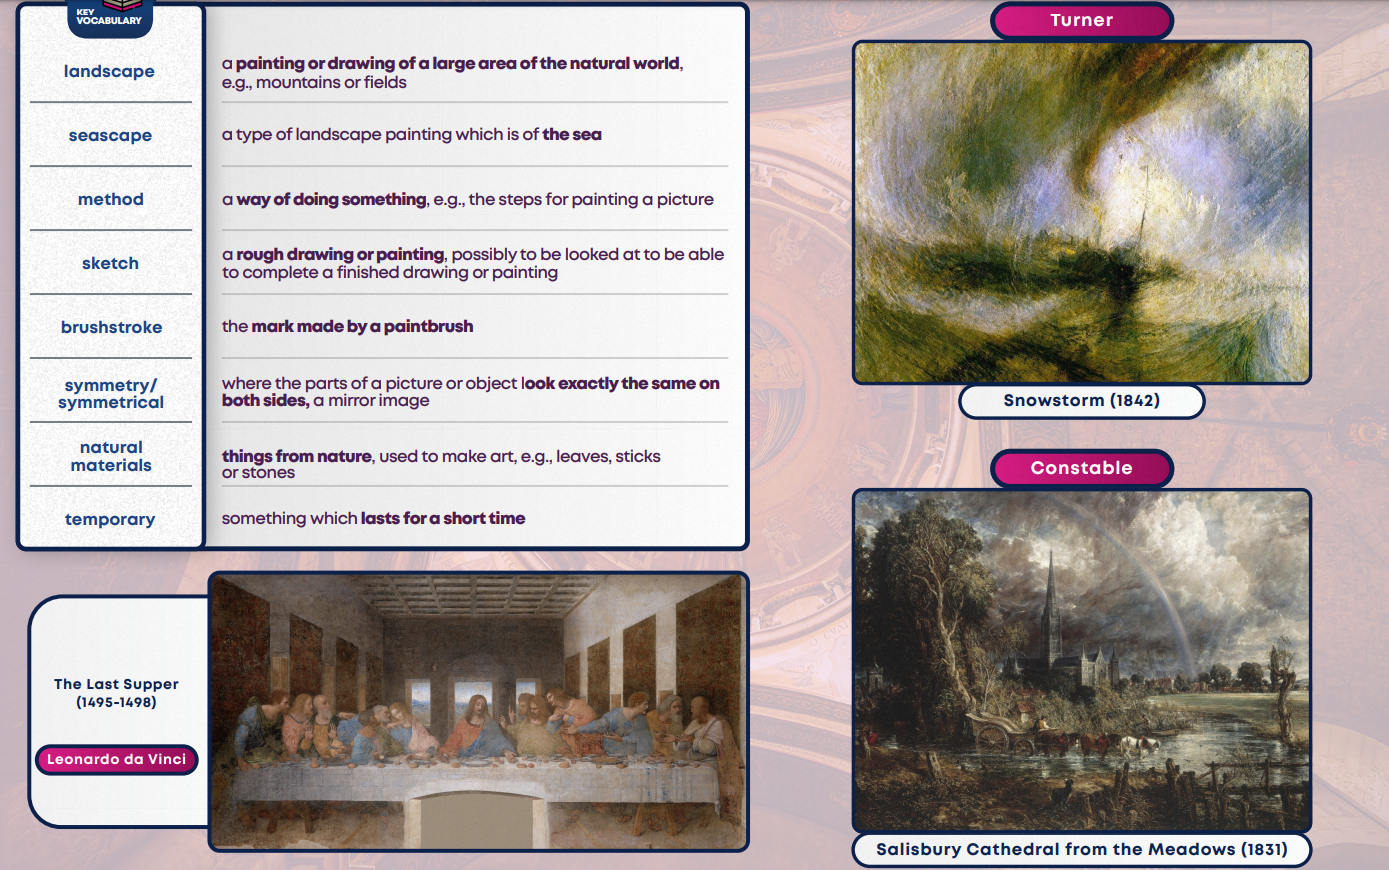 KEY
VOCABULARY
landscape
a painting or drawing of a large area of the natural world,
e.g., mountains or fields
seascape
a type of landscape painting which is of the sea
method
a way of doing something, e.g., the steps for painting a picture
sketch
a rough drawing or painting, possibly to be looked at to be able
to complete a finished drawing or painting
brushstroke
the mark made by a paintbrush
symmetry/
symmetrical
where the parts of a picture or object look exactly the same on
both sides, a mirror image
natural
materials
things from nature, used to make art, e.g., leaves, sticks
or stones
temporary
something which lasts for a short time
The Last Supper
(1495-1498)
Leonardo da Vinci
Turner
Snowstorm (1842)
Constable
Salisbury Cathedral from the Meadows (1831)